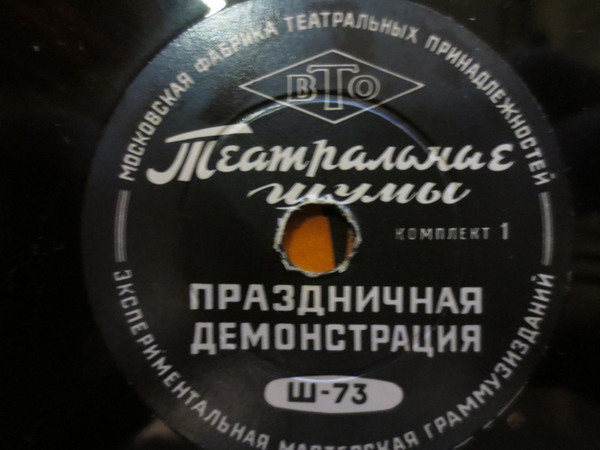 МОСКОВСКАЯ ФАБРИКА ТЕАТРАЛЬНЫХ ПРИНАДЛЕЖНОСТЕЙ
ВТО
Театральные
шумы
КОМПЛЕКТ 1
ПРАЗДНИЧНАЯ
ДЕМОНСТРАЦИЯ
Ш-73
ЭКСПЕРИМЕНТАЛЬНАЯ МАСТЕРСКАЯ ГРАММУЗИЗДАНИЙ